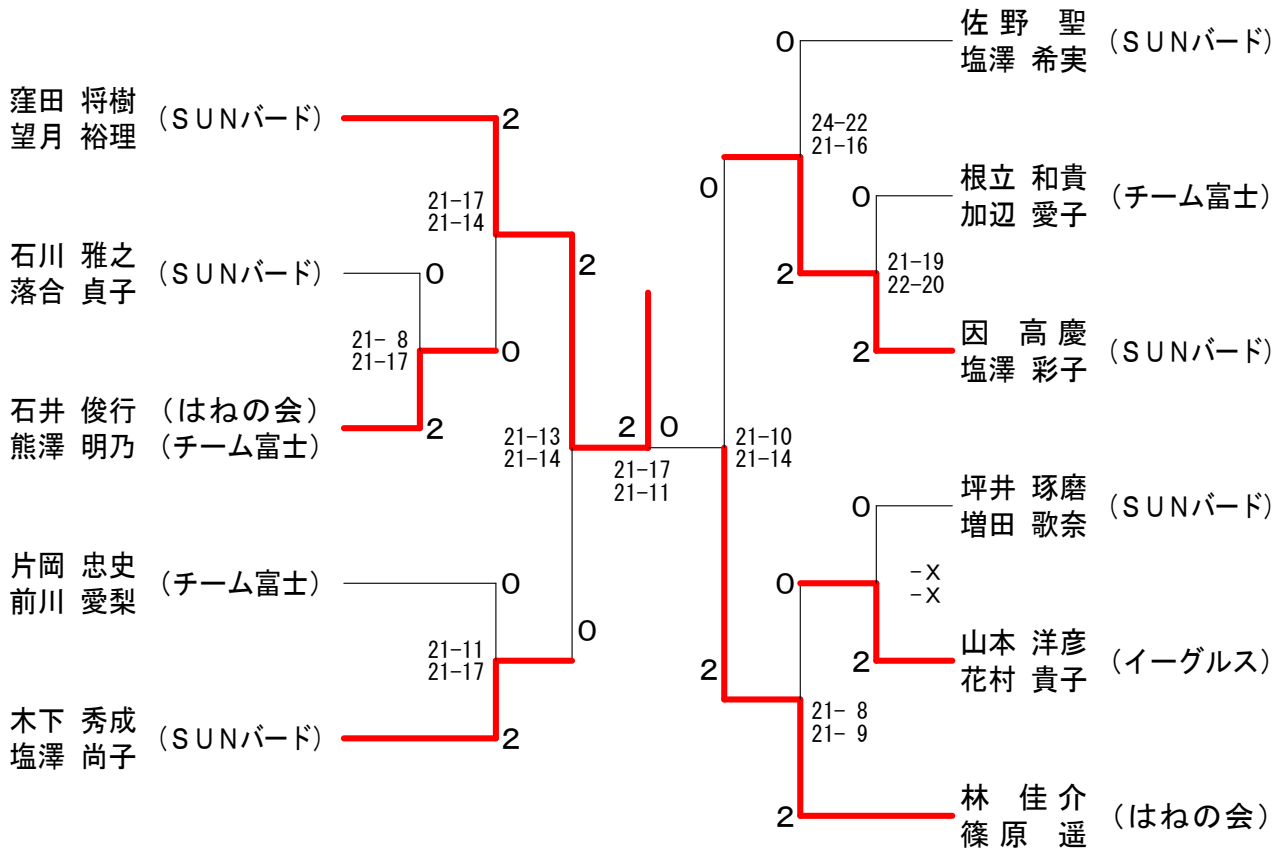 窪田 将樹
望月 裕理
(SUNバード)
2
21-17
21-14
石川 雅之
落合 貞子
(SUNバード)
0
21- 8
21-17
0
石井 俊行 (はねの会)
熊澤 明乃 (チーム富士)
2
2
21-13
21-14
片岡 忠史
前川 愛梨
(チーム富士)
0
21-11
21-17
0
木下 秀成
塩澤 尚子
(SUNバード)
2
2 0
21-17
21-11
佐野 聖
塩澤 希実
(SUNバード)
0
24-22
21-16
0
根立 和貴
加辺 愛子
(チーム富士)
0
21-19
22-20
2
因 高慶
塩澤 彩子
(SUNバード)
2
21-10
21-14
坪井 琢磨
増田 歌奈
(SUNバード)
0
-X
-X
0
山本 洋彦
花村 貴子
(イーグルス)
2
2
21- 8
21- 9
林 佳介
篠原 遥
(はねの会)
2